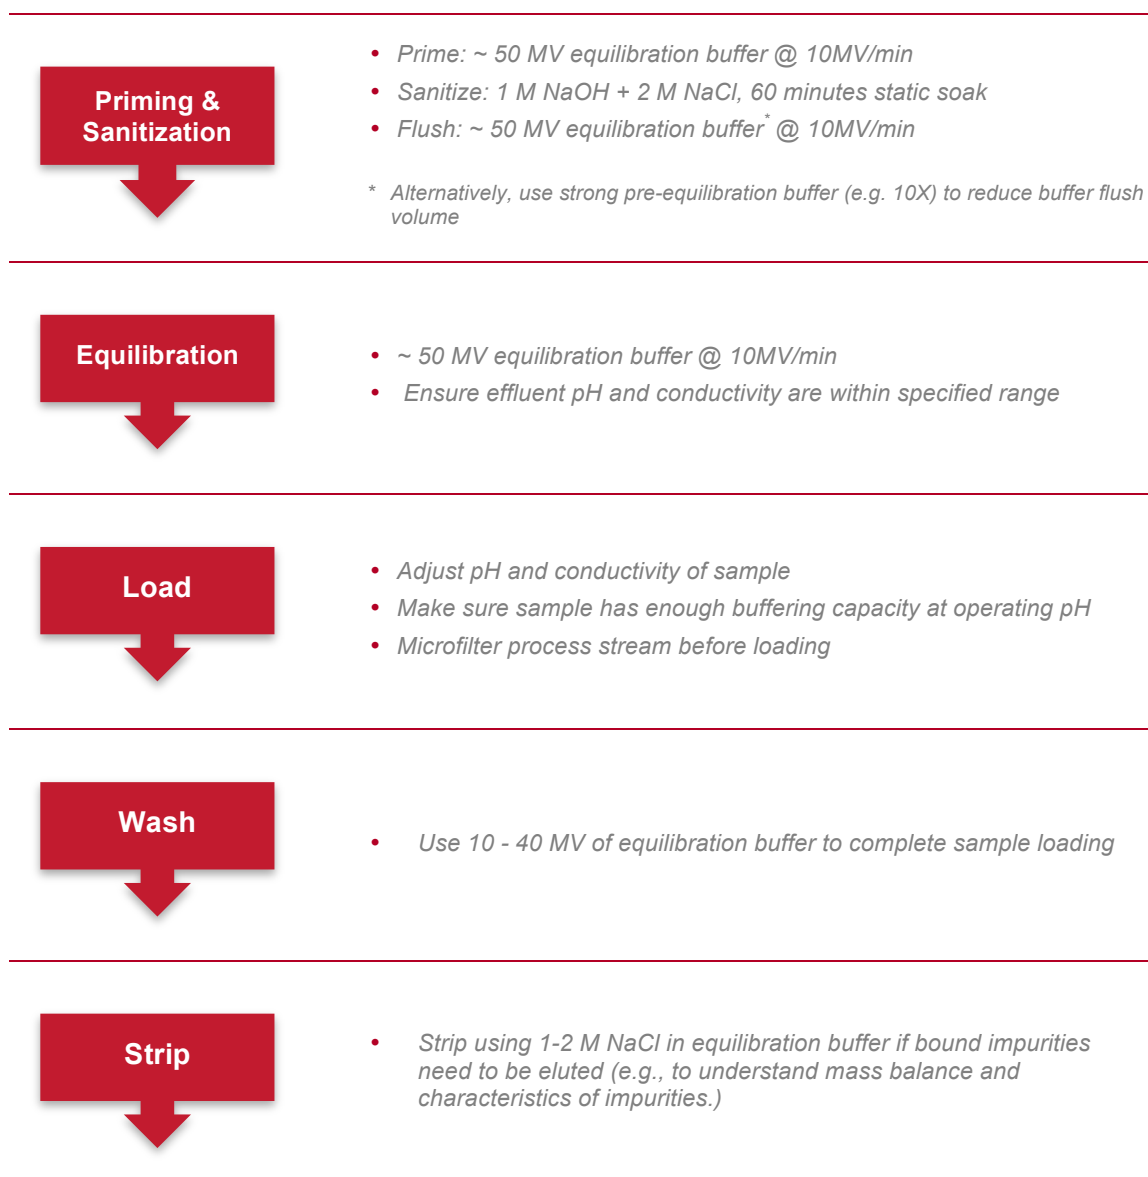 Priming &
Sanitization
• Prime: ~ 50 MV equilibration buffer @ 10MV/min
• Sanitize: 1 M NaOH + 2 M NaCl, 60 minutes static soak
• Flush: ~ 50 MV equilibration buffer* @ 10MV/min
* Alternatively, use strong pre-equilibration buffer (e.g. 10X) to reduce buffer flush
volume
Equilibration
• ~ 50 MV equilibration buffer @ 10MV/min
• Ensure effluent pH and conductivity are within specified range
Load
• Adjust pH and conductivity of sample
• Make sure sample has enough buffering capacity at operating pH
• Microfilter process stream before loading
Wash
• Use 10 - 40 MV of equilibration buffer to complete sample loading
Strip
• Strip using 1-2 M NaCl in equilibration buffer if bound impurities
need to be eluted (e.g., to understand mass balance and
characteristics of impurities.)